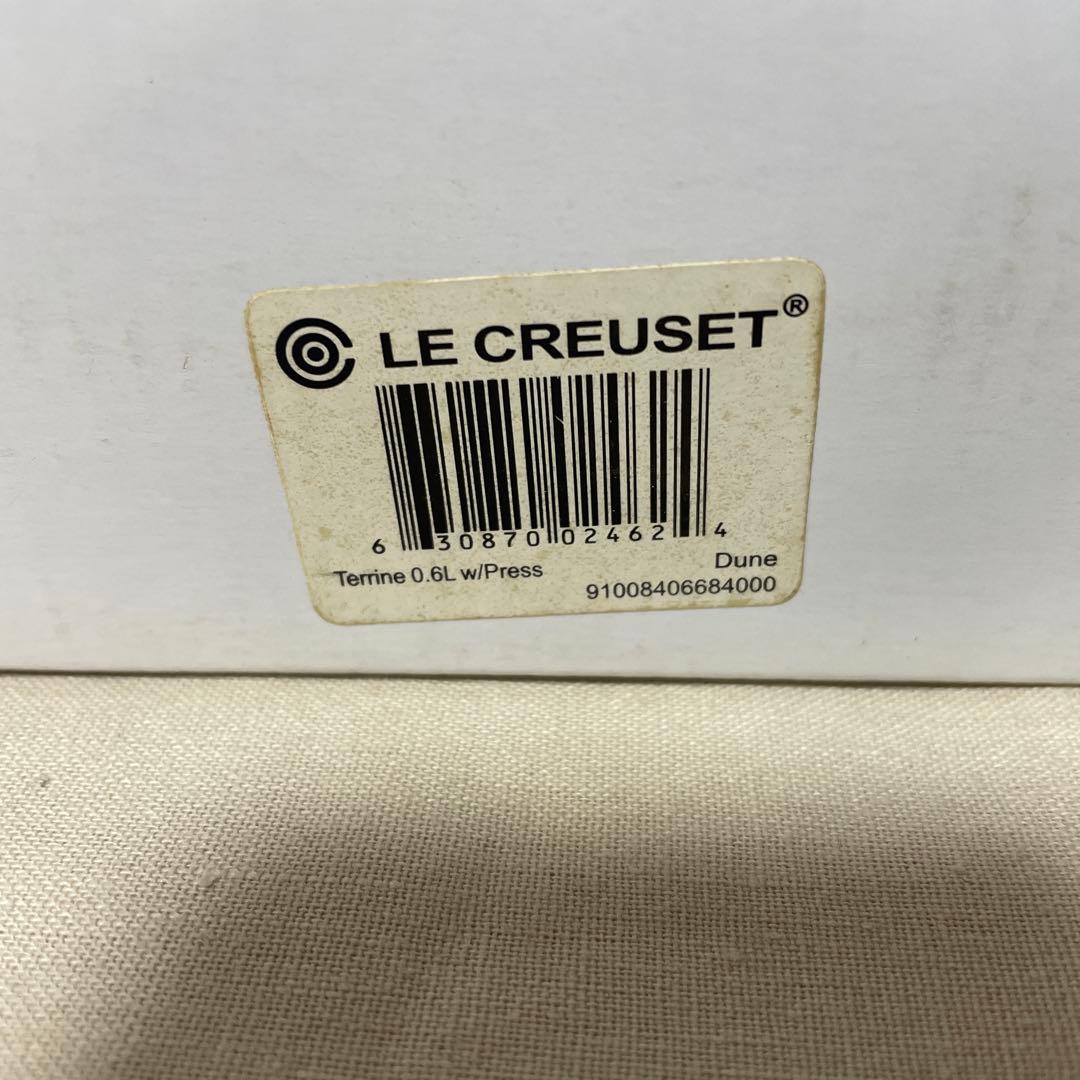 LE CREUSET®
6 30870 02462 4
Terrine 0.6L w/Press
Dune
91008406684000